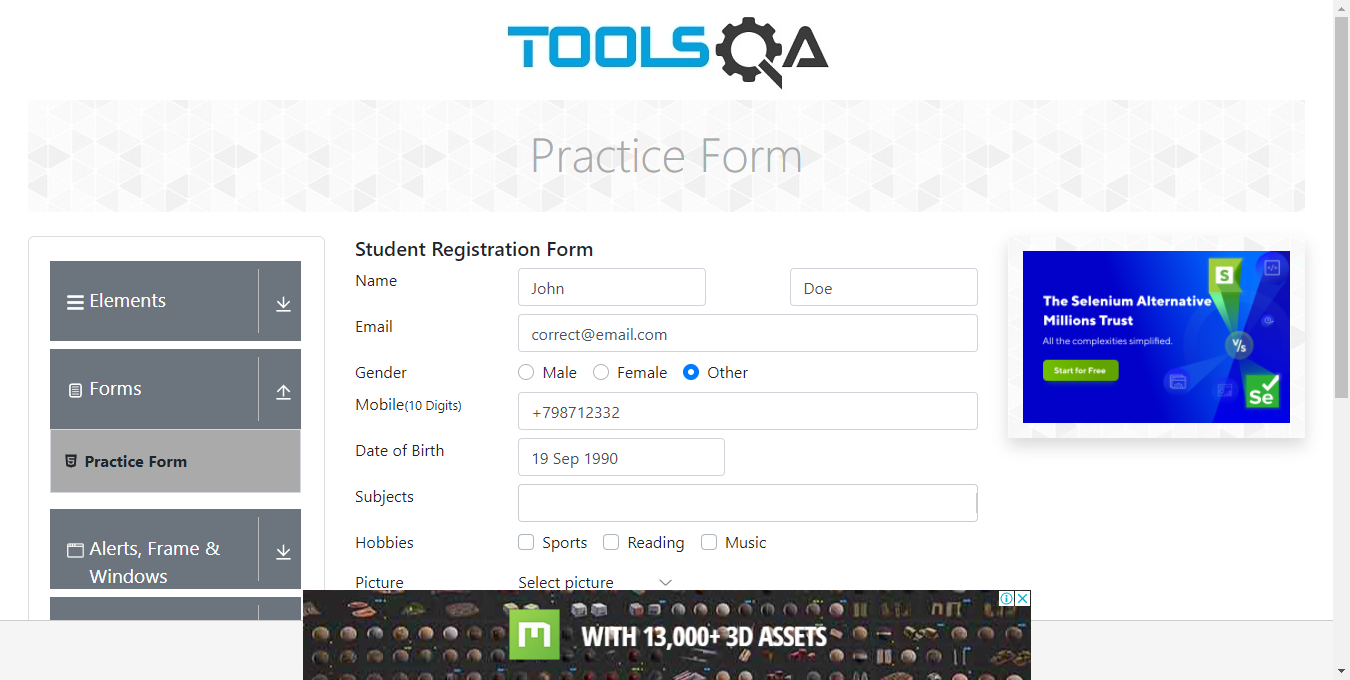 TOOLSQA
Practice Form
Elements
Forms
Practice Form
Alerts, Frame &
Windows
Student Registration Form
Name
John
Doe
Email
correct@email.com
Gender
Male
Female
Other
Mobile(10 Digits)
+798712332
Date of Birth
19 Sep 1990
Subjects
Hobbies
Sports
Reading
Music
Picture
Select picture
The Selenium Alternative
Millions Trust
All the complexities simplified.
Start for Free
S
V/S
Se
WITH 13,000+ 3D ASSETS